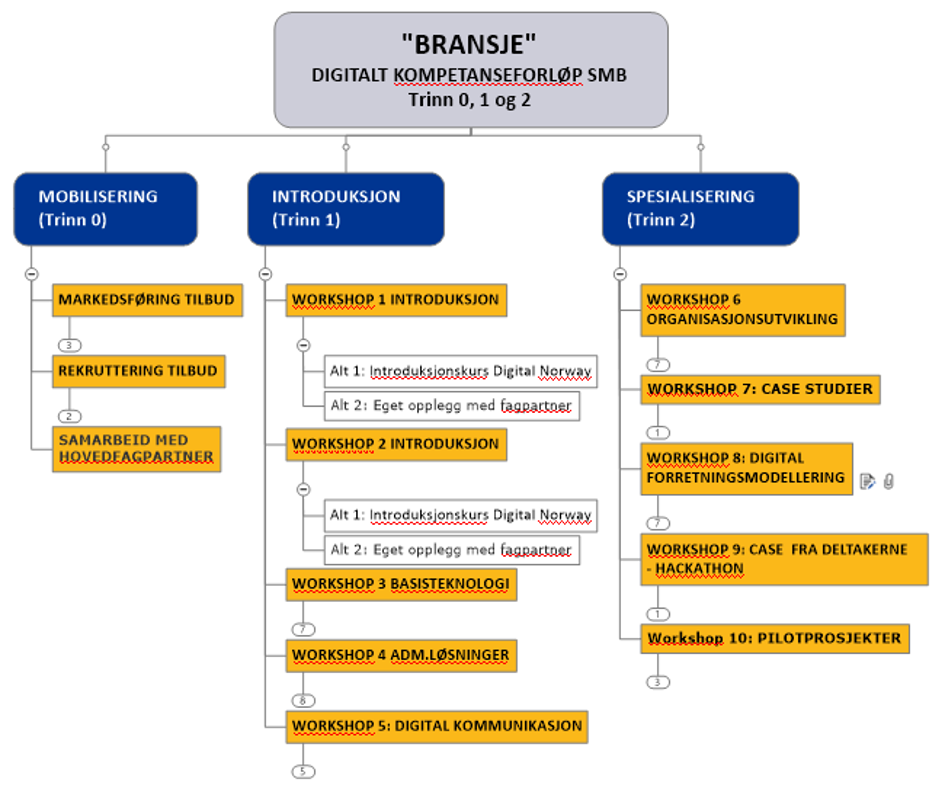 "BRANSJE"
DIGITALT KOMPETANSEFORLØP SMB
Trinn 0, 1 og 2
MOBILISERING
(Trinn 0)
MARKEDSFØRING TILBUD
3
REKRUTTERING TILBUD
2
SAMARBEID MED
HOVEDFAGPARTNER
INTRODUKSJON
(Trinn 1)
WORKSHOP 1 INTRODUKSJON
Alt 1: Introduksjonskurs Digital Norway
Alt 2: Eget opplegg med fagpartner
WORKSHOP 2 INTRODUKSJON
Alt 1: Introduksjonskurs Digital Norway
Alt 2: Eget opplegg med fagpartner
WORKSHOP 3 BASISTEKNOLOGI
7
WORKSHOP 4 ADM.LØSNINGER
8
WORKSHOP 5: DIGITAL KOMMUNIKASJON
5
SPESIALISERING
(Trinn 2)
WORKSHOP 6
ORGANISASJONSUTVIKLING
7
WORKSHOP 7: CASE STUDIER
1
WORKSHOP 8: DIGITAL
FORRETNINGSMODELLERING
7
WORKSHOP 9: CASE  FRA DELTAKERNE
- HACKATHON
1
Workshop 10: PILOTPROSJEKTER
3